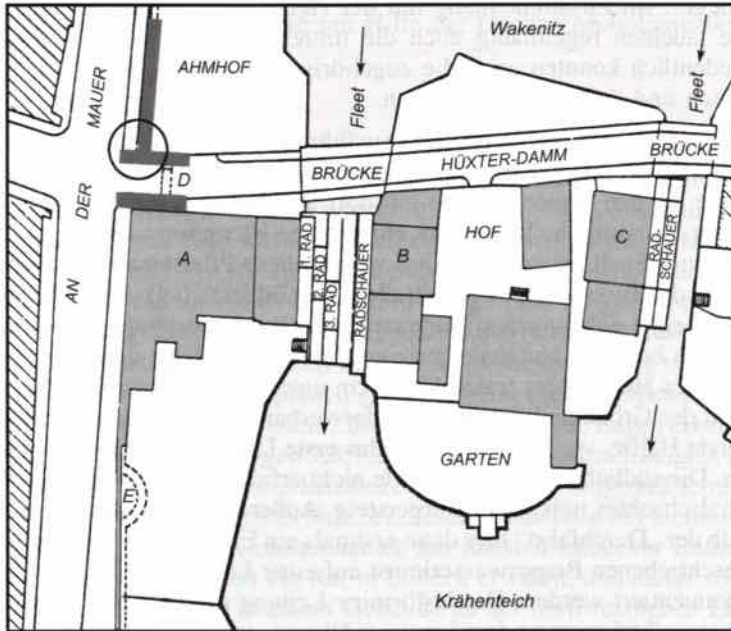 Wakenitz
AHMHOF
Fleet
Fleet
MAUER
DER
AN
D
BRÜCKE
HÜXTER-DAMM
BRÜCKE
A
RAD
2. RAD
3. RAD
RADSCHAUER
B
HOF
C
RAD-
SCHAUER
E
GARTEN
Krähenteich